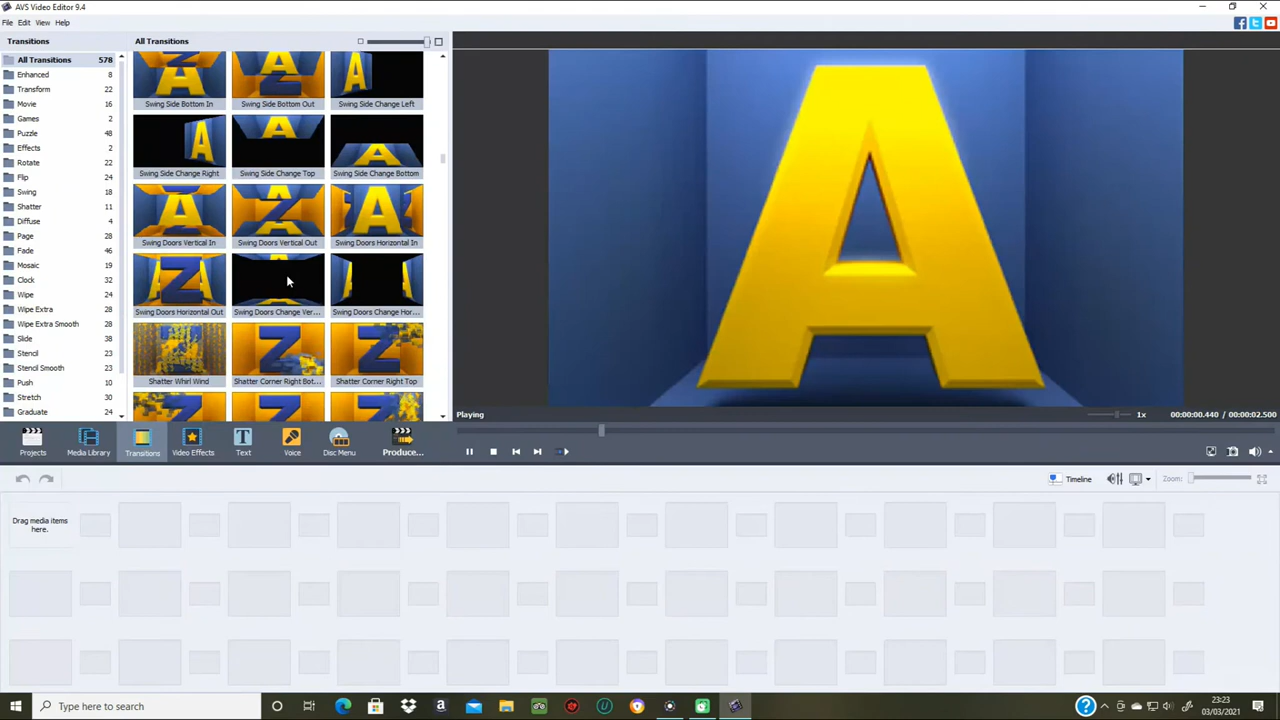 AVS Video Editor 9.4
File Edit View Help
Transitions
All Transitions
All Transitions 578
Enhanced 8
Transform 22
Movie 16
Games 2
Puzzle 48
Effects 2
Rotate 22
Flip 24
Swing 18
Shatter 11
Diffuse 4
Page 28
Fade 46
Mosaic 19
Clock 32
Wipe 24
Wipe Extra 28
Wipe Extra Smooth 28
Slide 38
Stencil 23
Stencil Smooth 23
Push 10
Stretch 30
Graduate 24
Swing Side Bottom In
Swing Side Bottom Out
Swing Side Change Left
Swing Side Change Right
Swing Side Change Top
Swing Side Change Bottom
Swing Doors Vertical In
Swing Doors Vertical Out
Swing Doors Horizontal In
Swing Doors Horizontal Out
Swing Doors Change Ver...
Swing Doors Change Hor...
Shatter Whirl Wind
Shatter Corner Right Bot...
Shatter Corner Right Top
A
Playing
1x
00:00:00.440 / 00:00:02.500
Projects
Media Library
Transitions
Video Effects
Text
Voice
Disc Menu
Produce...
Timeline
Zoom:
Drag media items
here.
Type here to search
23:23
03/03/2021